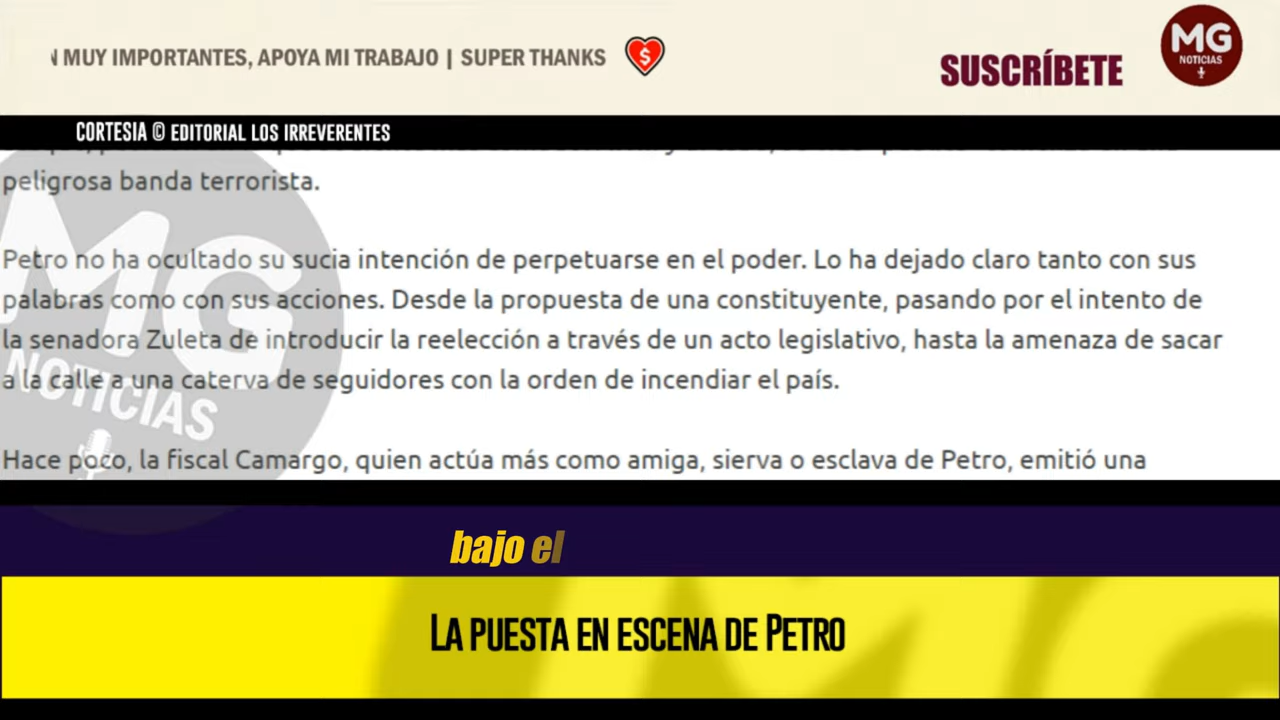 MUY IMPORTANTES, APOYA MI TRABAJO | SUPER THANKS
$
SUSCRÍBETE
MG
NOTICIAS
CORTESIA © EDITORIAL LOS IRREVERENTES
peligrosa banda terrorista.
Petro no ha ocultado su sucia intención de perpetuarse en el poder. Lo ha dejado claro tanto con sus
palabras como con sus acciones. Desde la propuesta de una constituyente, pasando por el intento de
la senadora Zuleta de introducir la reelección a través de un acto legislativo, hasta la amenaza de sacar
a la calle a una caterva de seguidores con la orden de incendiar el país.
Hace poco, la fiscal Camargo, quien actúa más como amiga, sierva o esclava de Petro, emitió una
MG
NOTICIAS
bajo el
LA PUESTA EN ESCENA DE PETRO